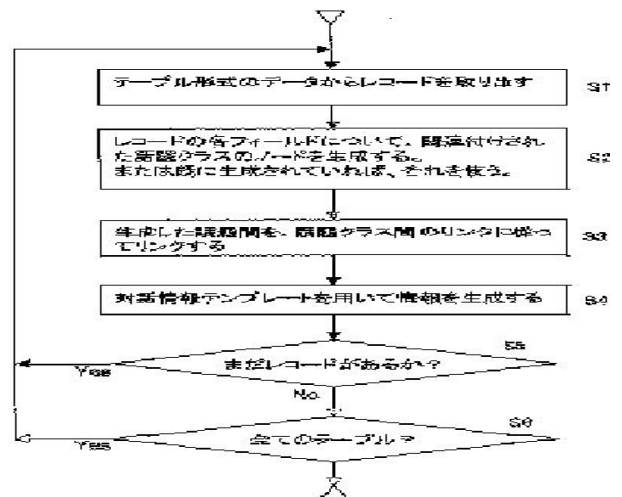 テーブル形式のデータからレコードを取り出す
S1
レコードの各フィールドについて、関連付けされ
た話題クラスのノードを生成する。
または既に生成されていれば、それを使う。
S2
生成した話題間を、話題クラス間のリンクに従っ
てリンクする
S3
対話情報テンプレートを用いて情報を生成する
S4
S5
まだレコードがあるか?
Yes
No
S6
全てのテーブル?
Yes